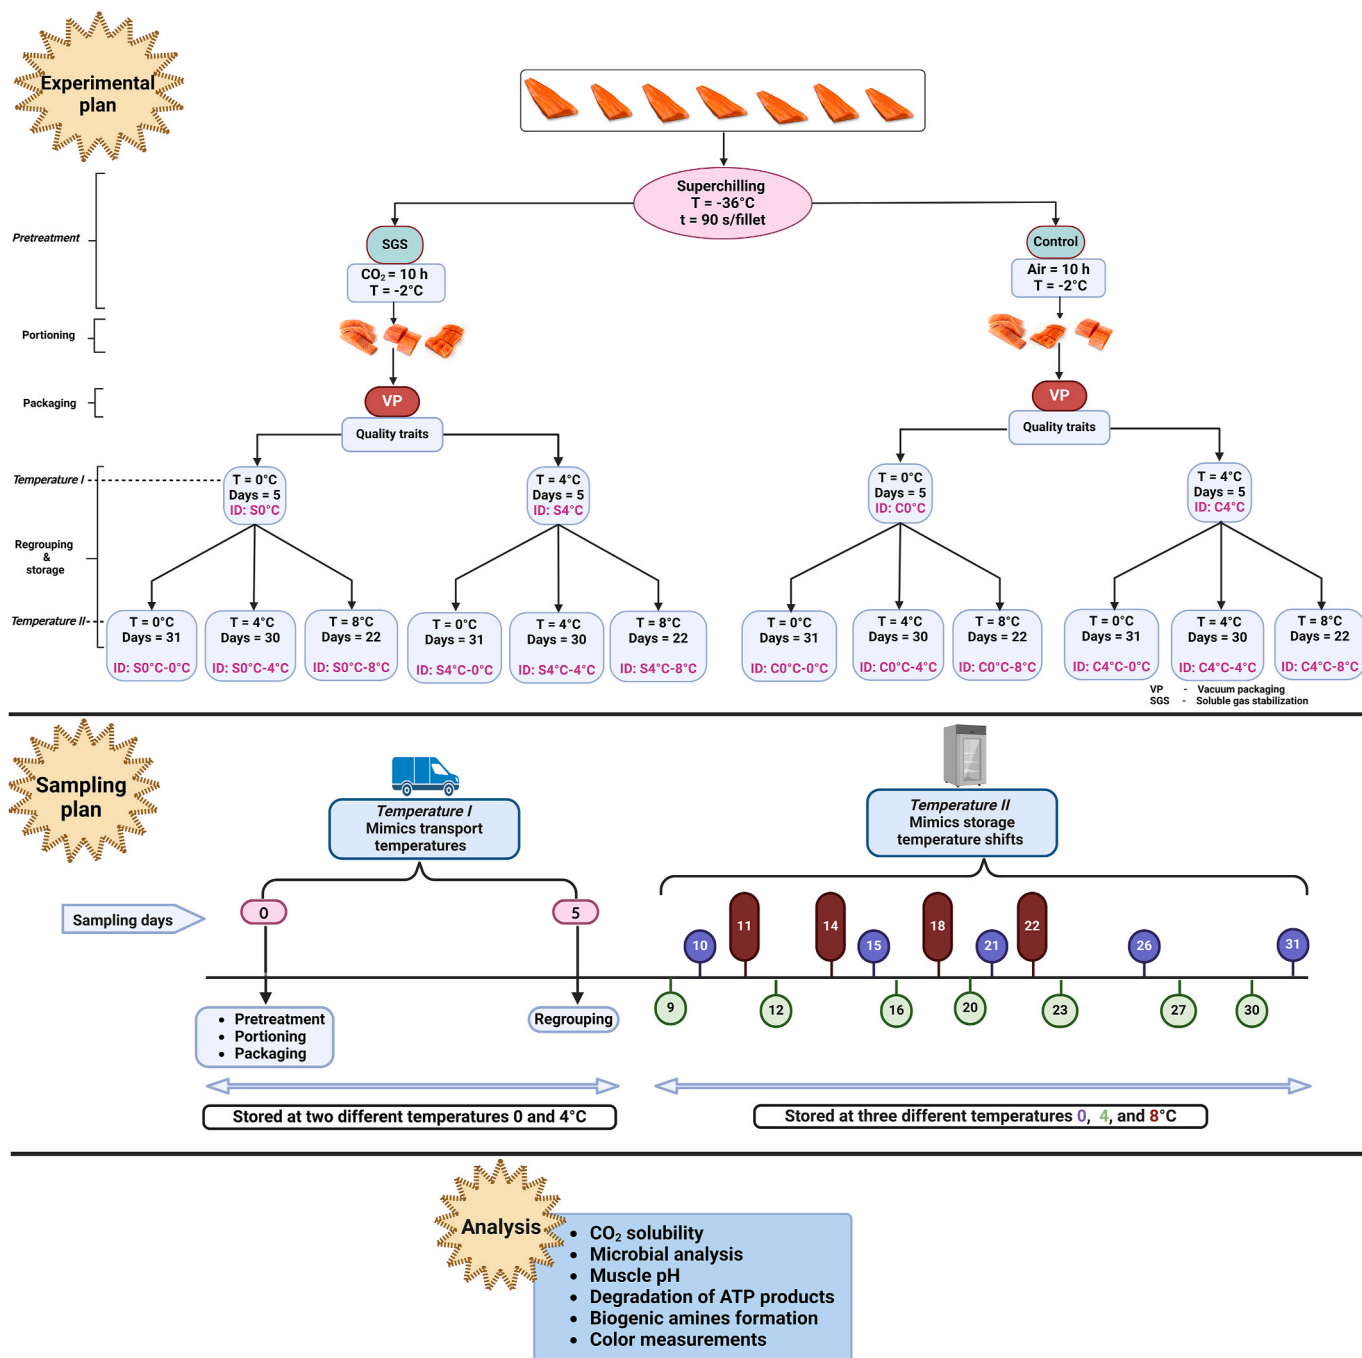 Experimental
plan
Superchilling
T = -36°C
t = 90 s/fillet
Pretreatment
SGS
Control
CO₂ = 10 h
T = -2°C
Air = 10 h
T = -2°C
Portioning
Packaging
VP
VP
Quality traits
Quality traits
Temperature I
T = 0°C
Days = 5
ID: S0°C
T = 4°C
Days = 5
ID: S4°C
T = 0°C
Days = 5
ID: C0°C
T = 4°C
Days = 5
ID: C4°C
Regrouping
&
storage
Temperature II
T = 0°C
Days = 31
ID: S0°C-0°C
T = 4°C
Days = 30
ID: S0°C-4°C
T = 8°C
Days = 22
ID: S0°C-8°C
T = 0°C
Days = 31
ID: S4°C-0°C
T = 4°C
Days = 30
ID: S4°C-4°C
T = 8°C
Days = 22
ID: S4°C-8°C
T = 0°C
Days = 31
ID: C0°C-0°C
T = 4°C
Days = 30
ID: C0°C-4°C
T = 8°C
Days = 22
ID: C0°C-8°C
T = 0°C
Days = 31
ID: C4°C-0°C
T = 4°C
Days = 30
ID: C4°C-4°C
T = 8°C
Days = 22
ID: C4°C-8°C
VP - Vacuum packaging
SGS - Soluble gas stabilization
Sampling
plan
Temperature I
Mimics transport
temperatures
Temperature II
Mimics storage
temperature shifts
Sampling days
0
5
10
11
14
15
18
21
22
26
31
9
12
16
20
23
27
30
• Pretreatment
• Portioning
• Packaging
Regrouping
Stored at two different temperatures 0 and 4°C
Stored at three different temperatures 0, 4, and 8°C
Analysis
• CO₂ solubility
• Microbial analysis
• Muscle pH
• Degradation of ATP products
• Biogenic amines formation
• Color measurements